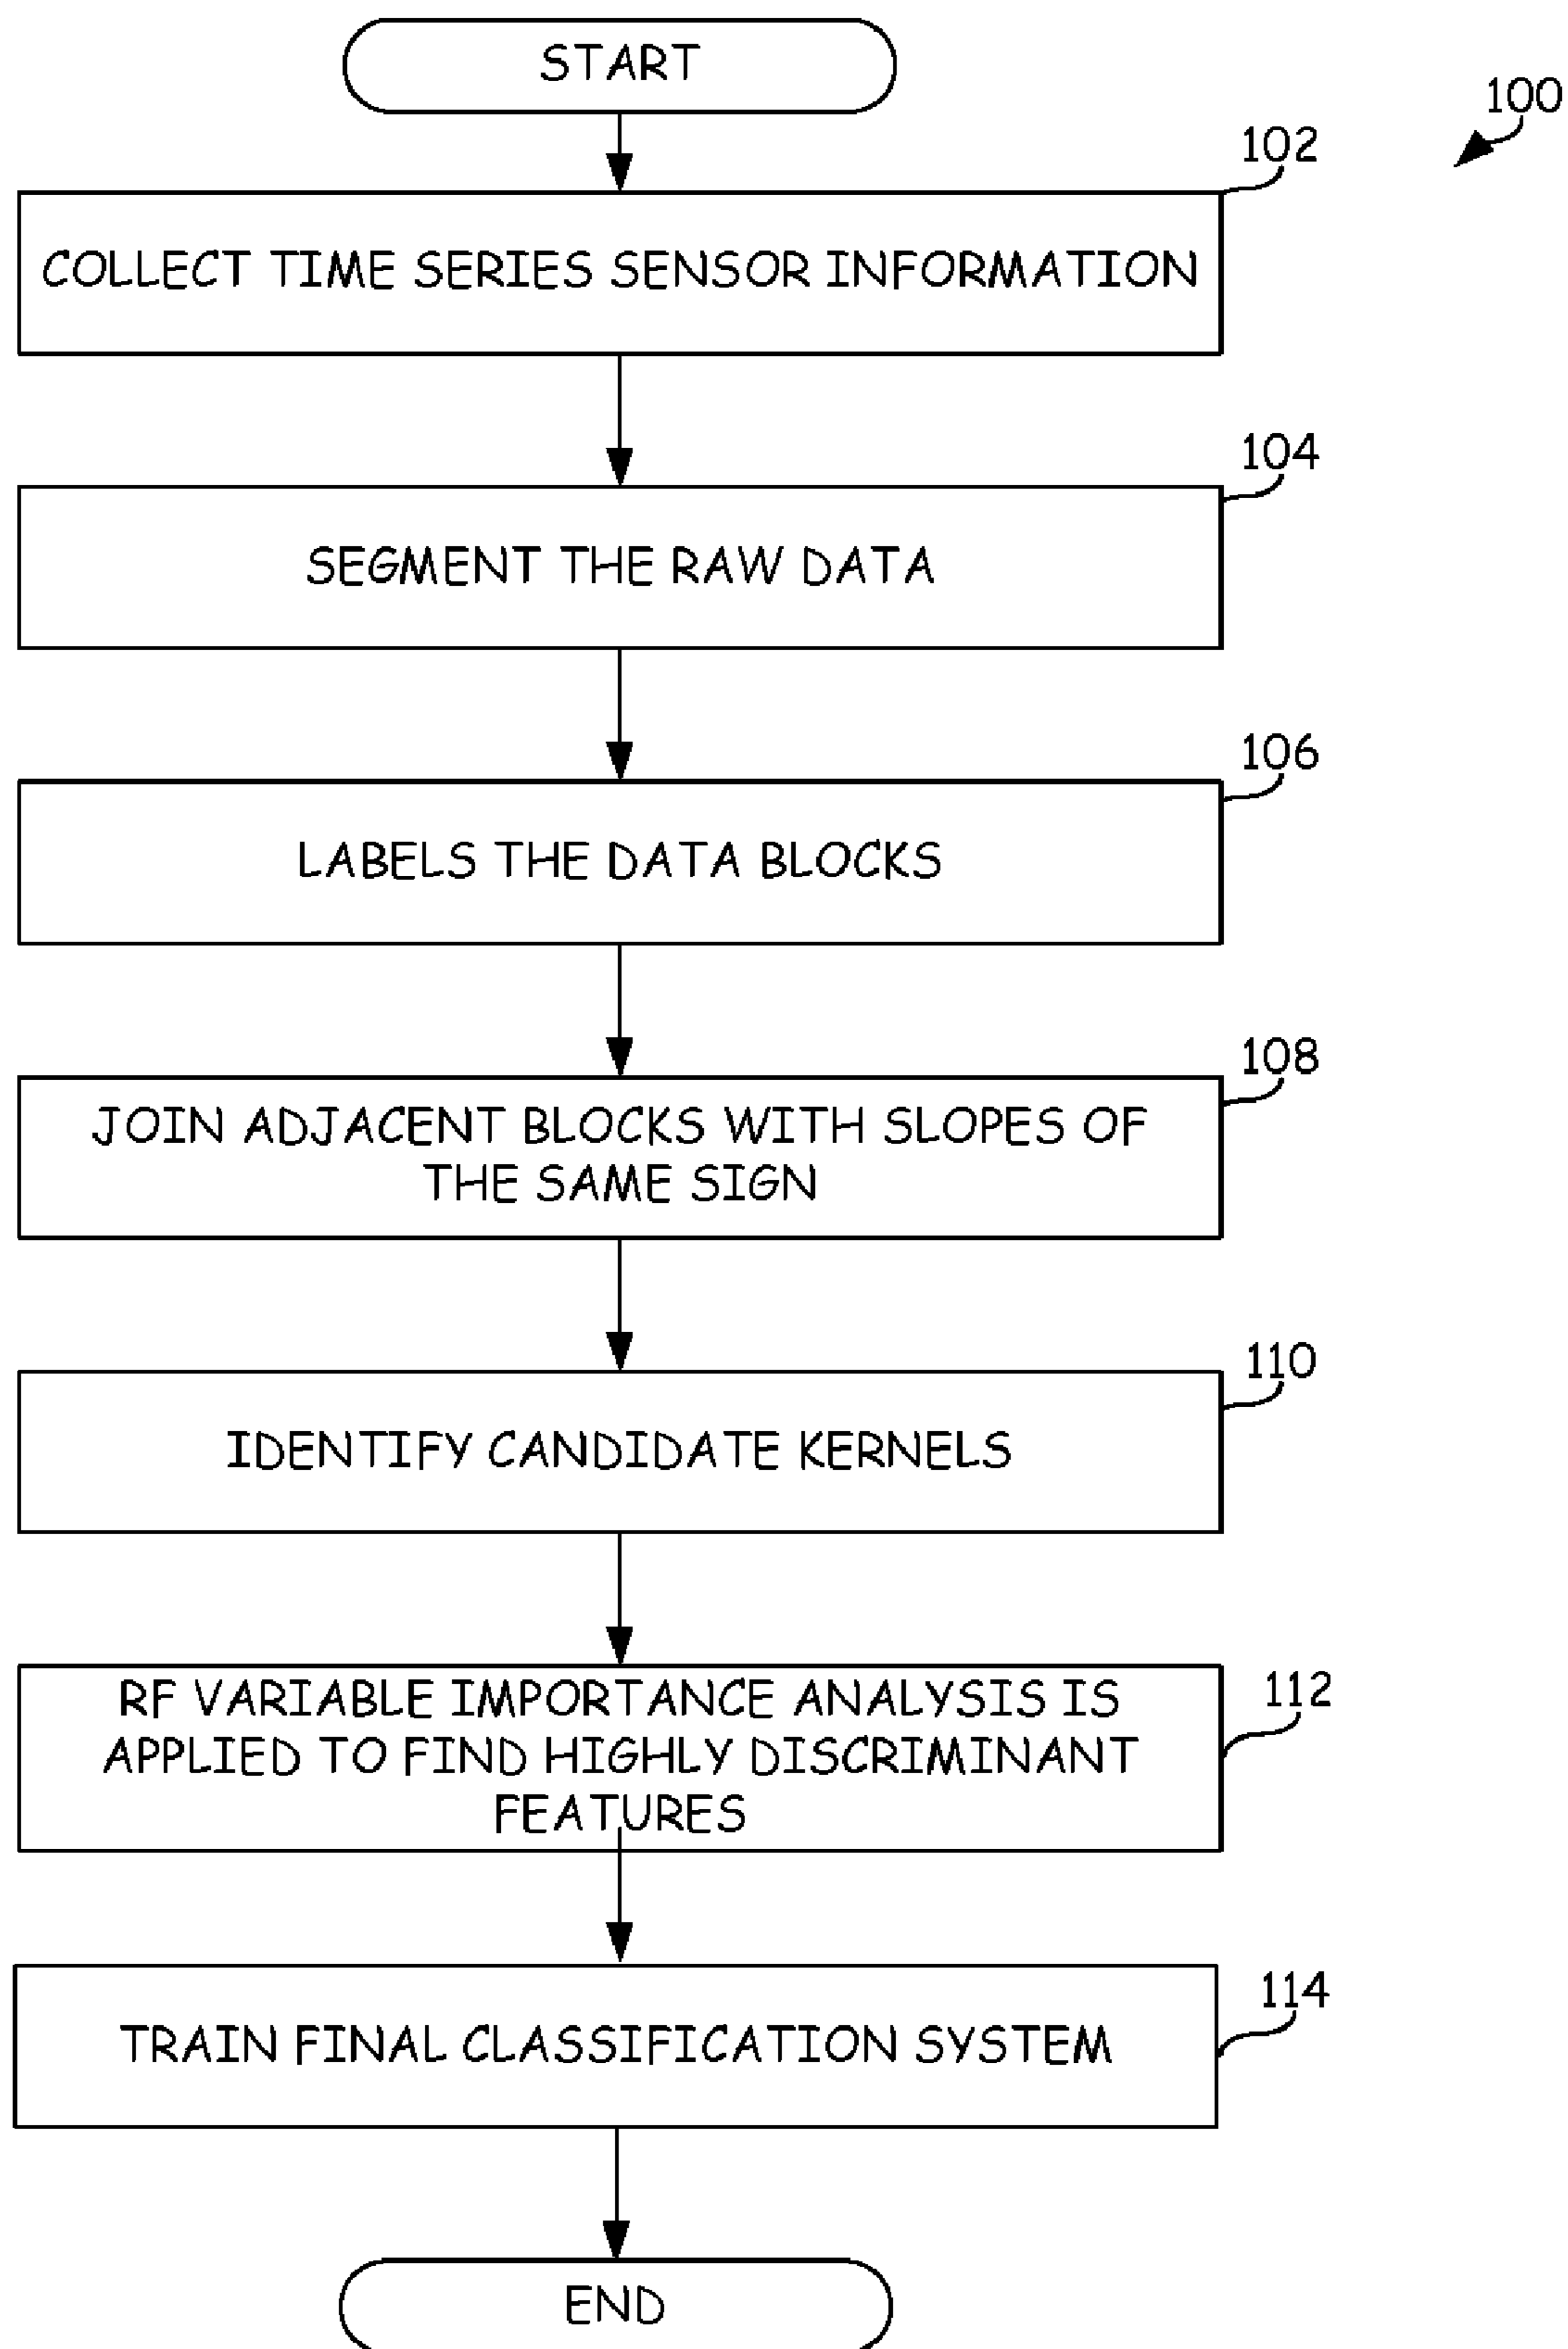 START
100
102
COLLECT TIME SERIES SENSOR INFORMATION
104
SEGMENT THE RAW DATA
106
LABELS THE DATA BLOCKS
108
JOIN ADJACENT BLOCKS WITH SLOPES OF
THE SAME SIGN
110
IDENTIFY CANDIDATE KERNELS
112
RF VARIABLE IMPORTANCE ANALYSIS IS
APPLIED TO FIND HIGHLY DISCRIMINANT
FEATURES
114
TRAIN FINAL CLASSIFICATION SYSTEM
END